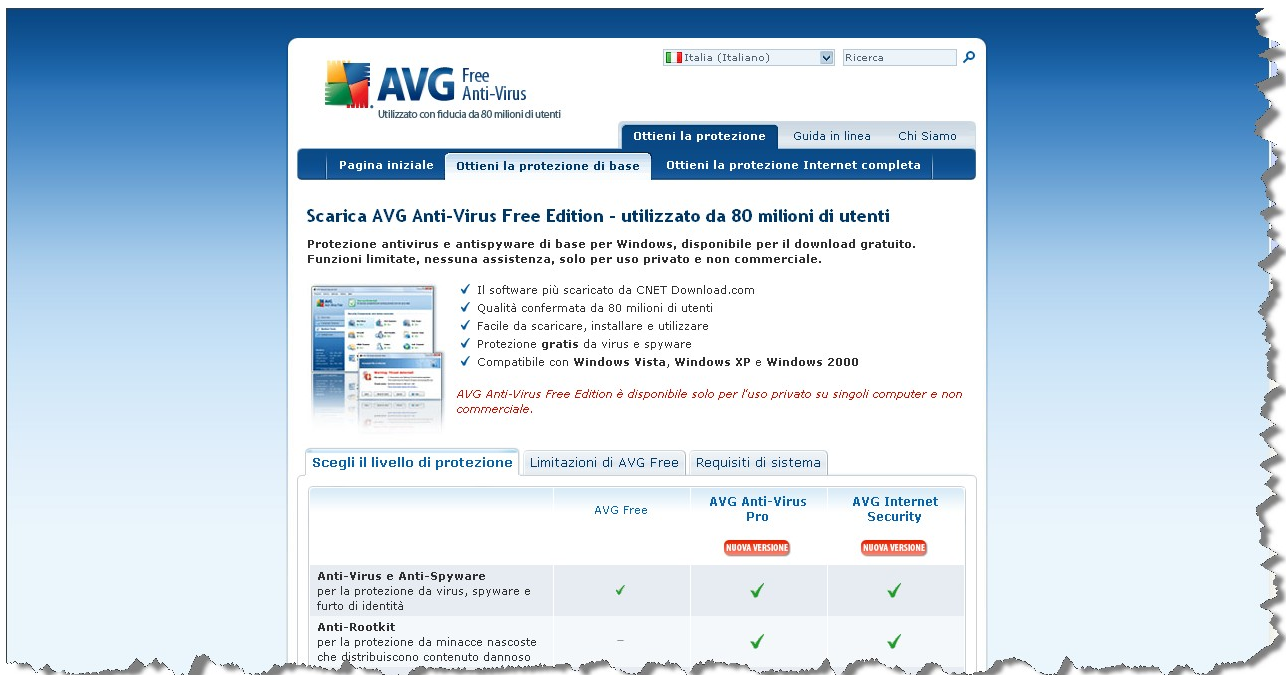 Italia (Italiano)
Ricerca
AVG Free
Anti-Virus
Utilizzato con fiducia da 80 milioni di utenti
Ottieni la protezione
Guida in linea
Chi Siamo
Pagina iniziale
Ottieni la protezione di base
Ottieni la protezione Internet completa
Scarica AVG Anti-Virus Free Edition - utilizzato da 80 milioni di utenti
Protezione antivirus e antispyware di base per Windows, disponibile per il download gratuito.
Funzioni limitate, nessuna assistenza, solo per uso privato e non commerciale.
Il software più scaricato da CNET Download.com
Qualità confermata da 80 milioni di utenti
Facile da scaricare, installare e utilizzare
Protezione gratis da virus e spyware
Compatibile con Windows Vista, Windows XP e Windows 2000
AVG Anti-Virus Free Edition è disponibile solo per uso privato su singolo computer e non
commerciale.
Scegli il livello di protezione
Limitazioni di AVG Free
Requisiti di sistema
AVG Free
AVG Anti-Virus
Pro
AVG Internet
Security
NUOVA VERSIONE
NUOVA VERSIONE
Anti-Virus e Anti-Spyware
per la protezione da virus, spyware e
furto di identità
Anti-Rootkit
per la protezione da minacce nascoste
che distribuiscono contenuto dannoso